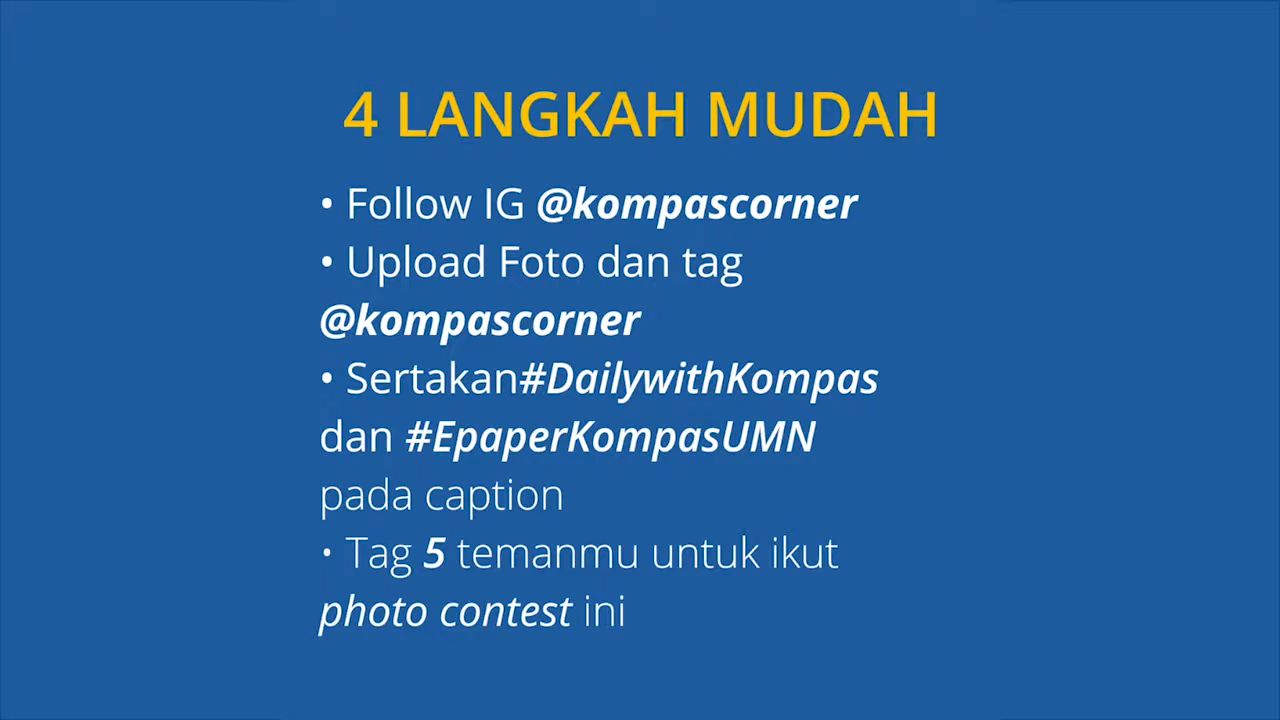 4 LANGKAH MUDAH
• Follow IG @kompascorner
• Upload Foto dan tag
@kompascorner
• Sertakan#DailywithKompas
dan #EpaperKompasUMN
pada caption
• Tag 5 temanmu untuk ikut
photo contest ini